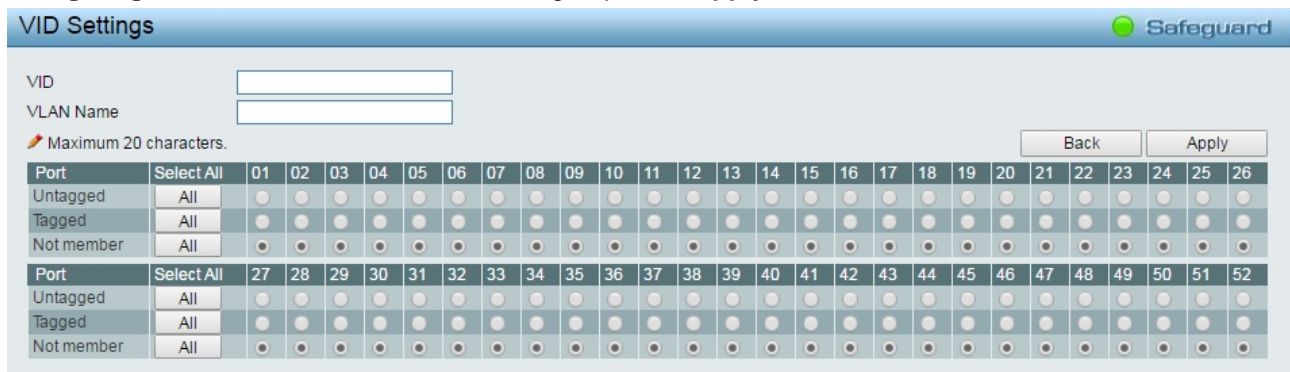 VID Settings Safeguard
VID
VLAN Name
Maximum 20 characters. Back Apply
Port Select All 01 02 03 04 05 06 07 08 09 10 11 12 13 14 15 16 17 18 19 20 21 22 23 24 25 26
Untagged All
Tagged All
Not member All
Port Select All 27 28 29 30 31 32 33 34 35 36 37 38 39 40 41 42 43 44 45 46 47 48 49 50 51 52
Untagged All
Tagged All
Not member All